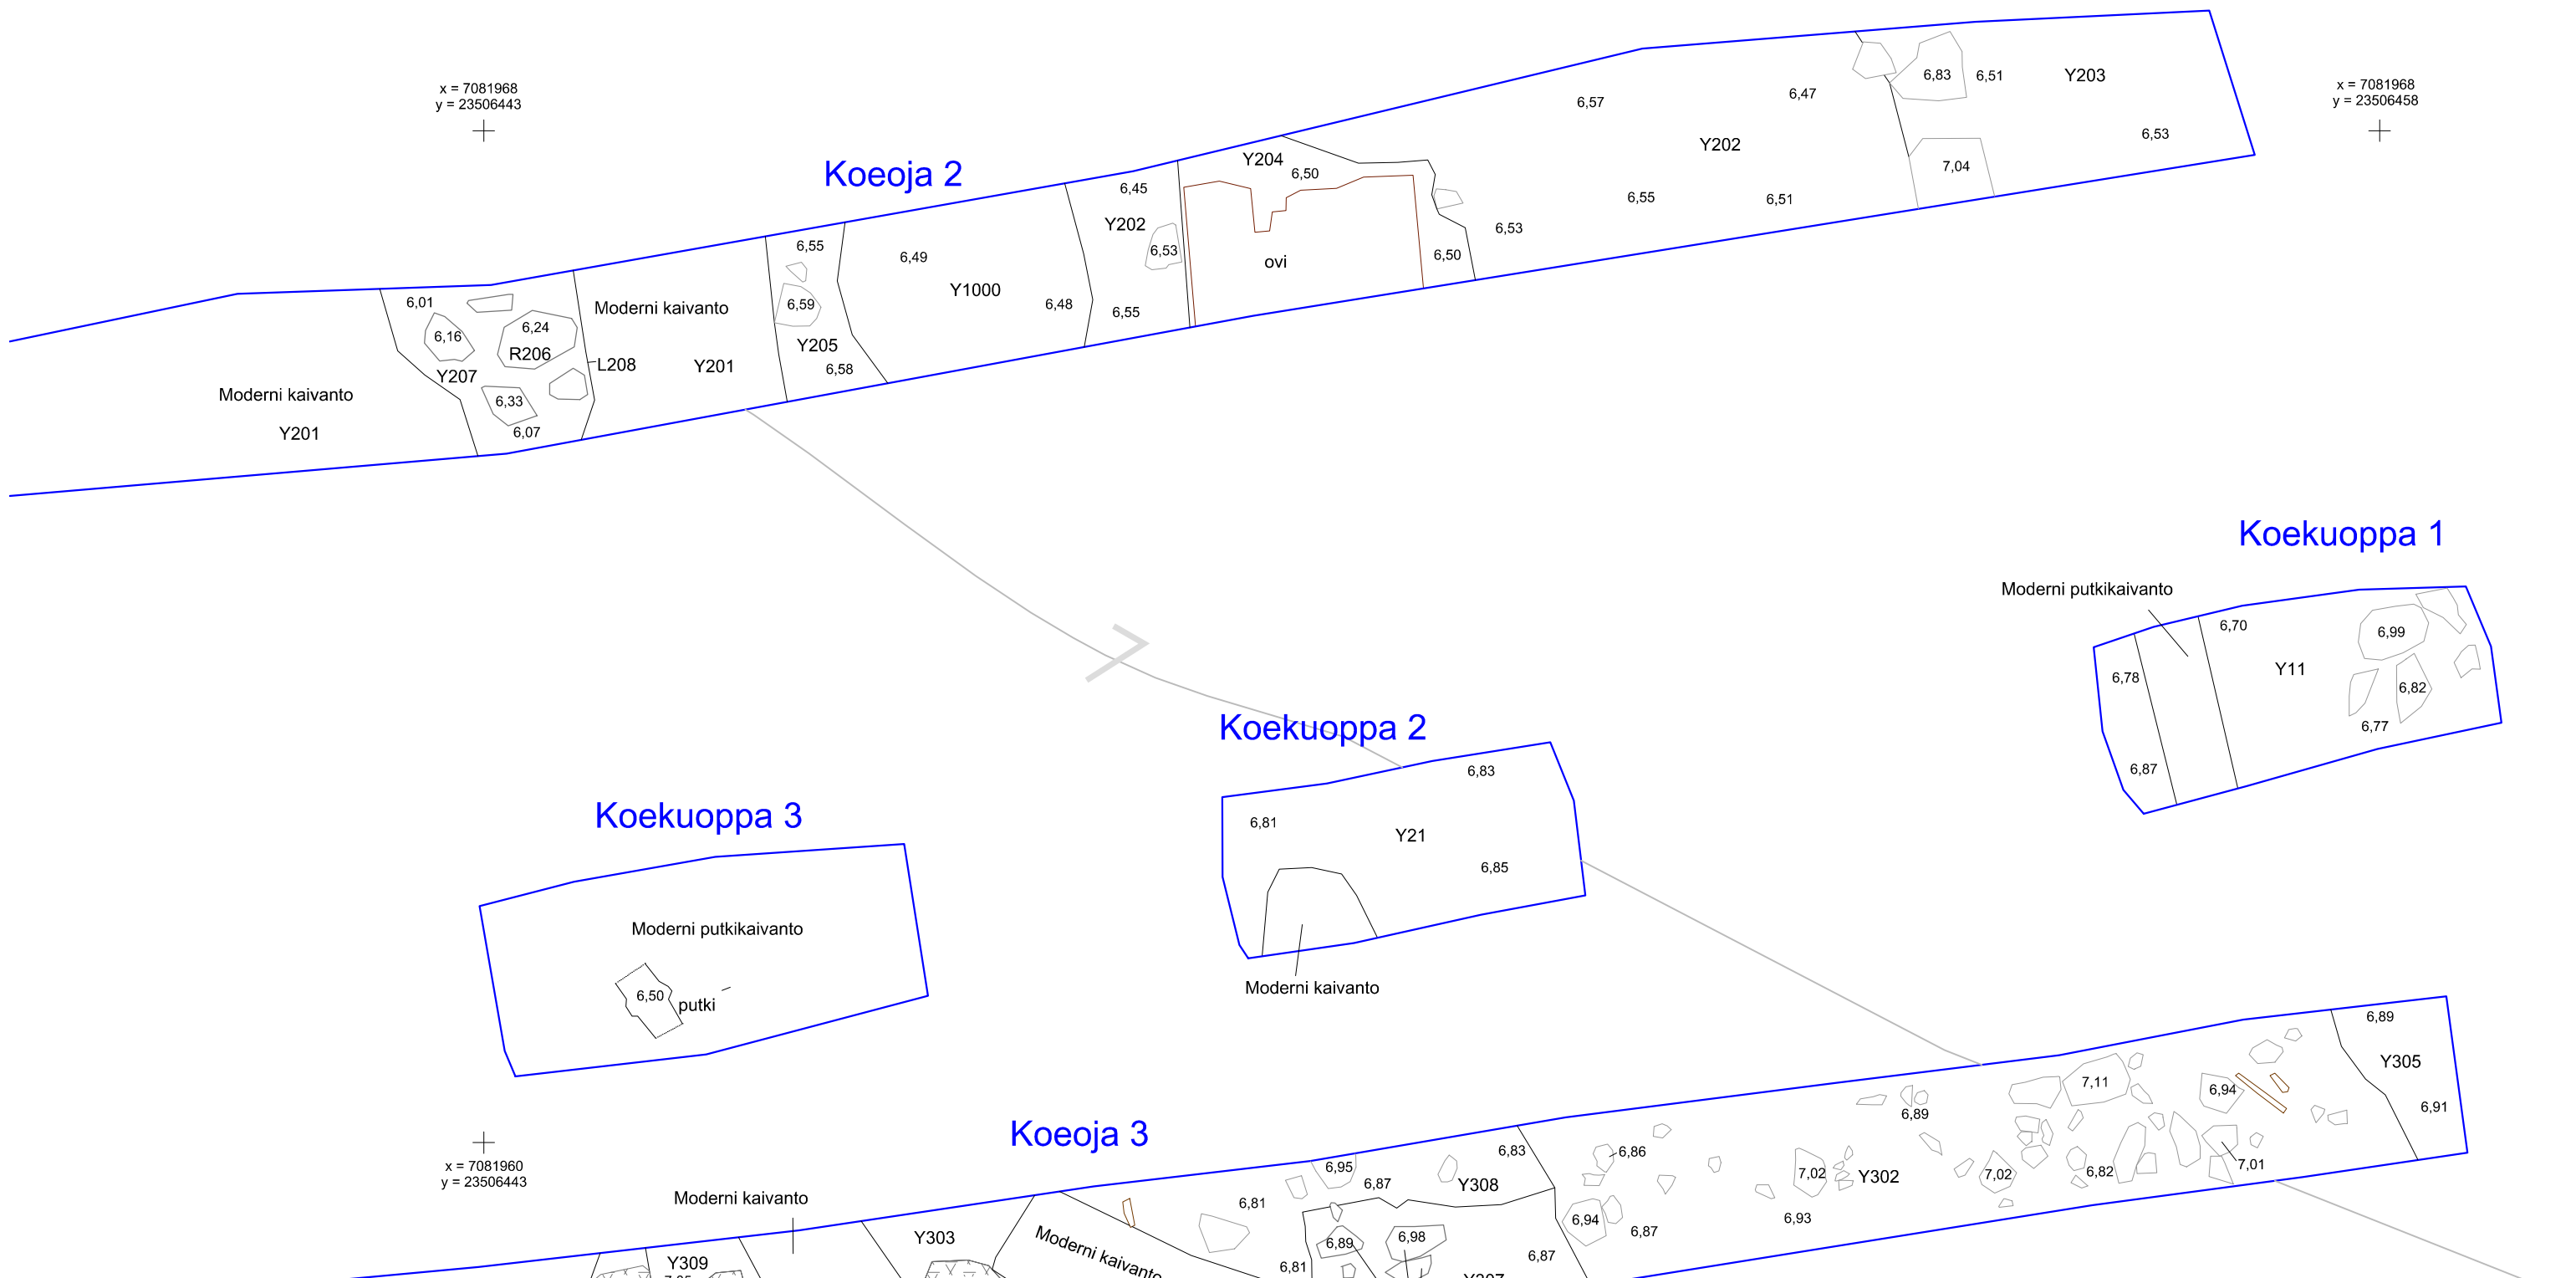 x = 7081968
y = 23506443
x = 7081968
y = 23506458
Koeoja 2
6,83
6,51
Y203
6,57
6,47
6,53
Y202
7,04
6,55
6,51
6,53
Y204
6,50
6,45
Y202
6,53
ovi
6,50
6,55
6,49
Y1000
6,48
6,55
6,59
Y205
6,58
Moderni kaivanto
Y201
L208
6,01
6,16
6,24
R206
Y207
6,33
6,07
Moderni kaivanto
Y201
Koekuoppa 1
Moderni putkikaivanto
6,70
6,99
Y11
6,78
6,82
6,77
6,87
Koekuoppa 2
6,83
6,81
Y21
6,85
Moderni kaivanto
Koekuoppa 3
Moderni putkikaivanto
6,50
putki
x = 7081960
y = 23506443
Koeoja 3
6,89
Y305
6,91
7,11
6,94
6,89
7,01
6,82
7,02
Y302
7,02
6,86
6,93
6,94
6,87
6,83
6,95
6,87
Y308
6,81
6,89
6,98
6,87
6,81
Moderni kaivanto
Y303
Moderni kaivanto
Y309